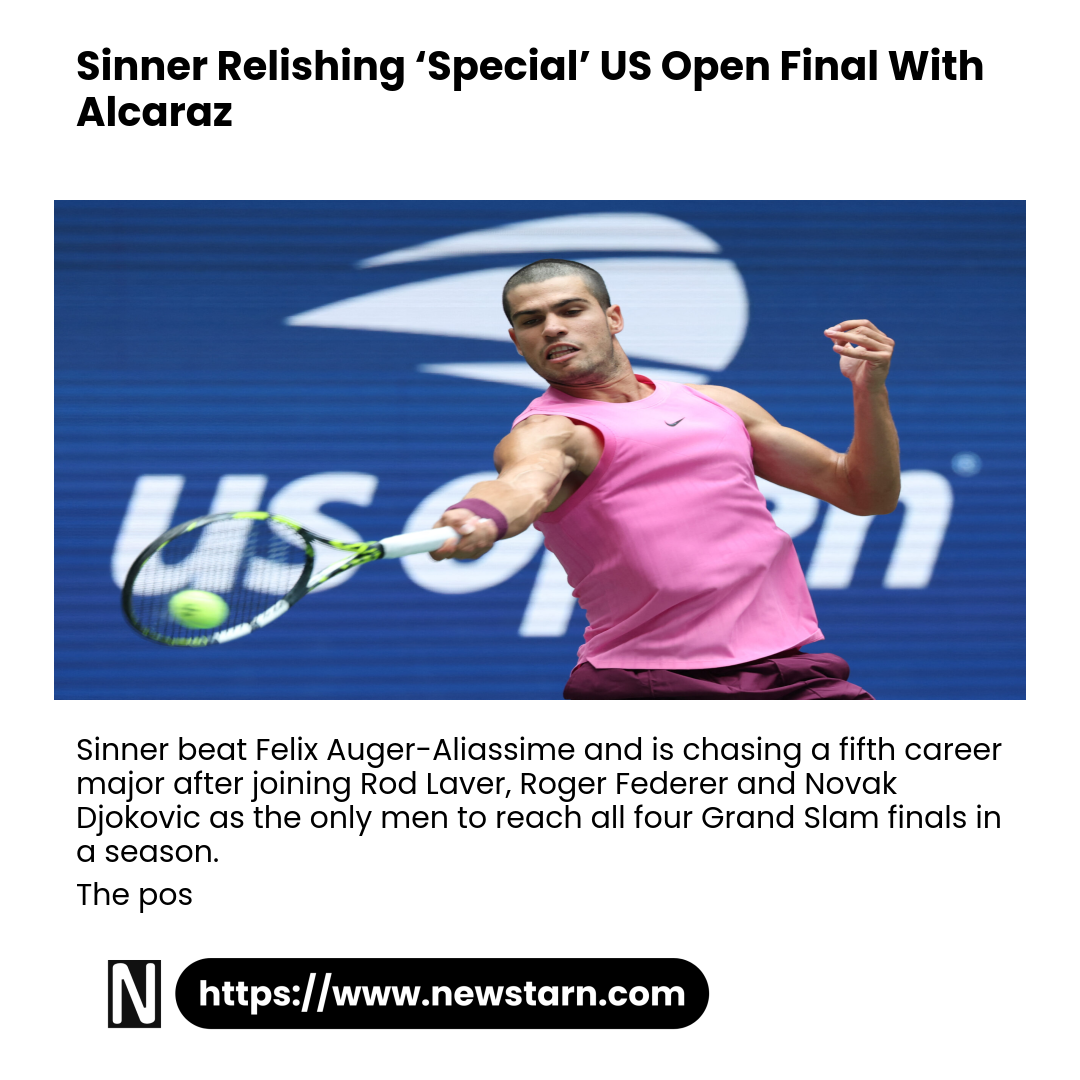 Sinner Relishing ‘Special’ US Open Final With
Alcaraz
US Open
Sinner beat Felix Auger-Aliassime and is chasing a fifth career
major after joining Rod Laver, Roger Federer and Novak
Djokovic as the only men to reach all four Grand Slam finals in
a season.
The pos
N
https://www.newstarn.com